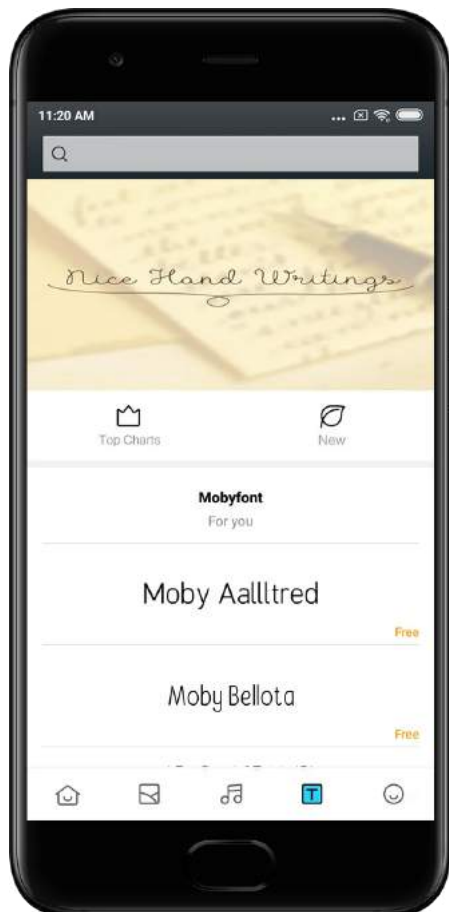 11:20 AM
Nice Hand Writings
Top Charts
New
Mobyfont
For you
Moby Aallltred
Free
Moby Bellota
Free
T